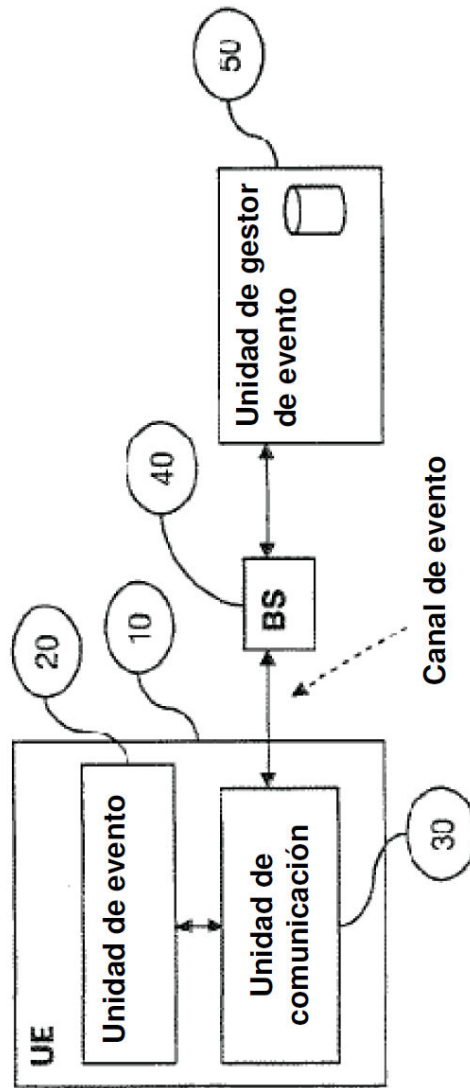 UE
Unidad de evento
Unidad de
comunicación
20
10
30
40
BS
Canal de evento
50
Unidad de gestor
de evento